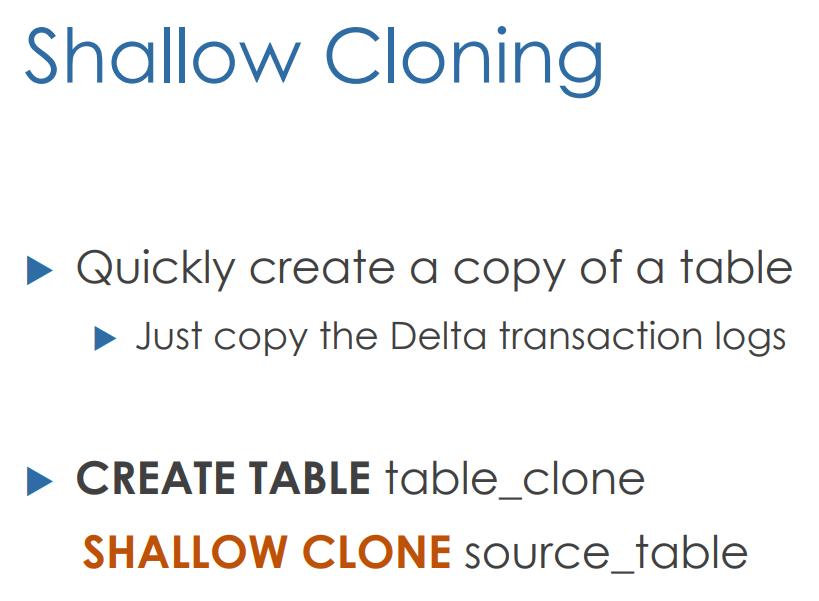 Shallow Cloning
Quickly create a copy of a table
Just copy the Delta transaction logs
CREATE TABLE table_clone
SHALLOW CLONE source_table